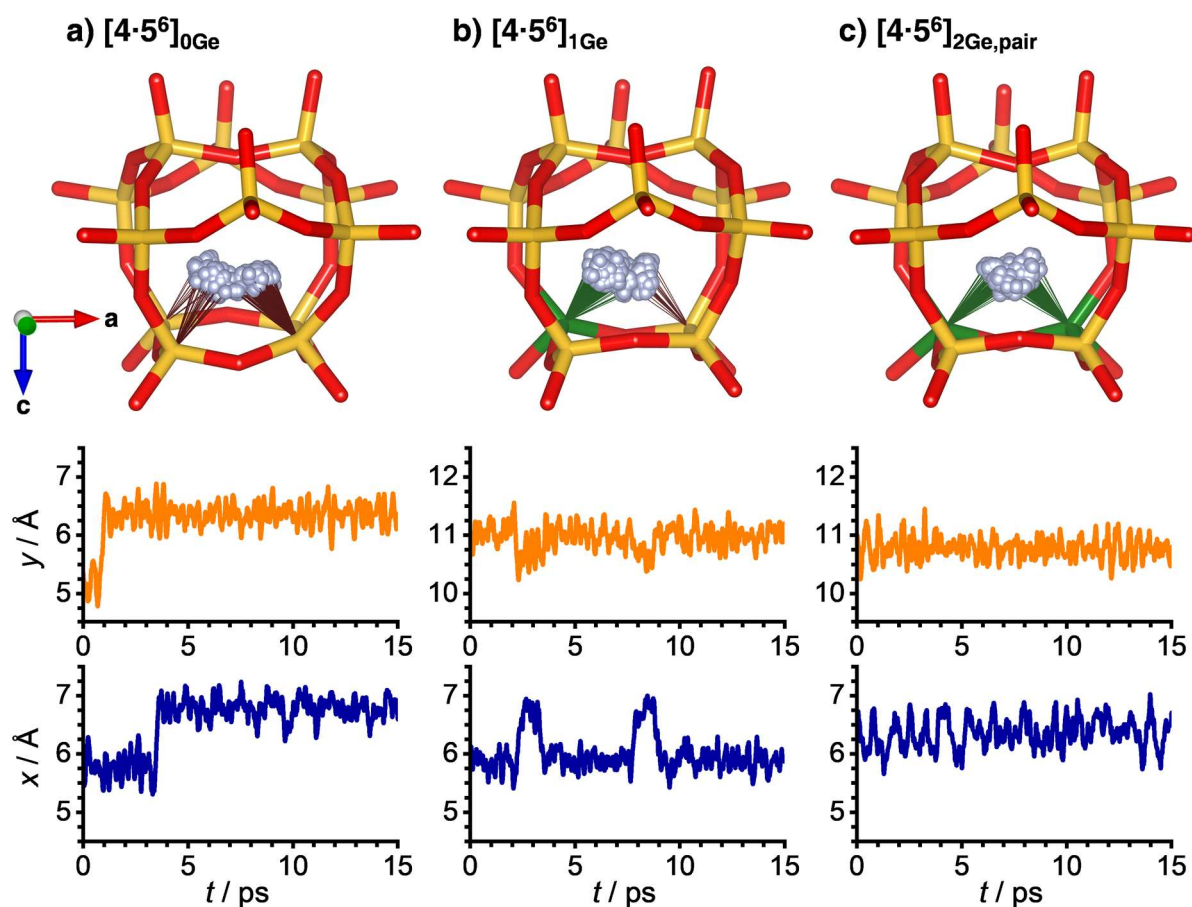 a) [4·5⁶]₀Ge b) [4·5⁶]₁Ge c) [4·5⁶]₂Ge,pair
a
c
7 12 12
6 11 11
5 10 10
y / Å
0 5 10 15 0 5 10 15 0 5 10 15
7 7 7
6 6 6
5 5 5
x / Å
0 5 10 15 0 5 10 15 0 5 10 15
t / ps t / ps t / ps